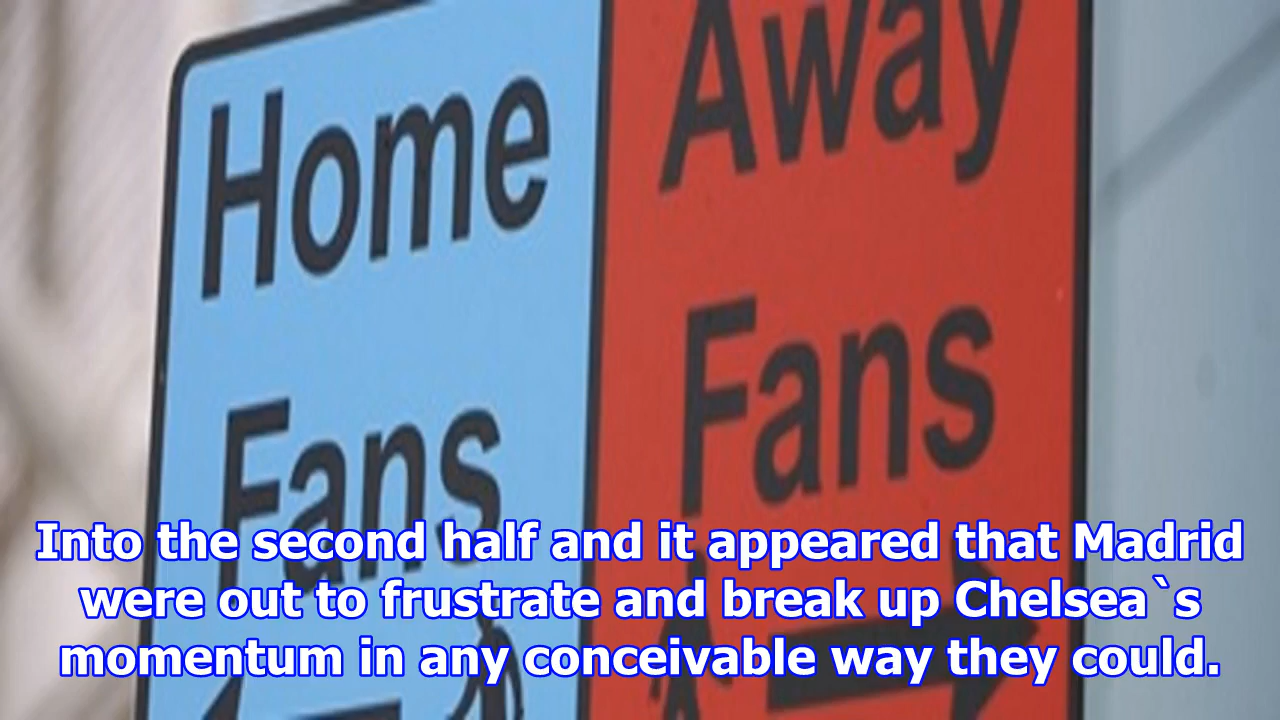 Home
Fans
Away
Fans
Into the second half and it appeared that Madrid
were out to frustrate and break up Chelsea`s
momentum in any conceivable way they could.